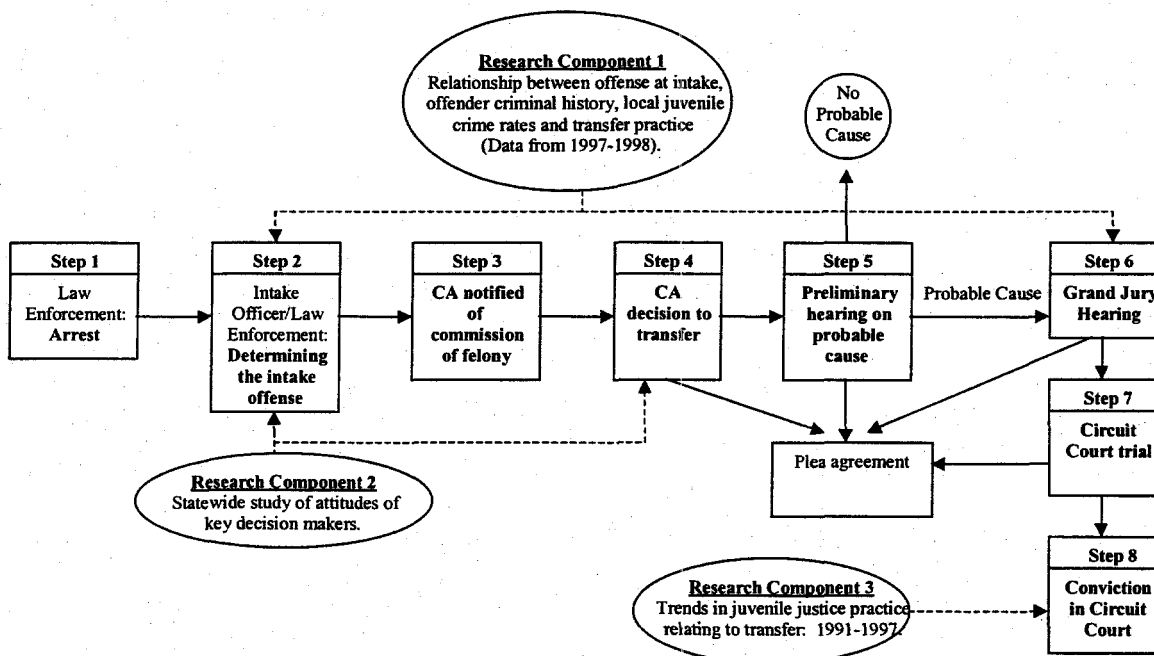 Research Component 1
Relationship between offense at intake,
offender criminal history, local juvenile
crime rates and transfer practice
(Data from 1997-1998).
No
Probable
Cause
Step 1
Law
Enforcement:
Arrest
Step 2
Intake
Officer/Law
Enforcement:
Determining
the intake
offense
Step 3
CA notified
of
commission
of felony
Step 4
CA
decision to
transfer
Step 5
Preliminary
hearing on
probable
cause
Probable Cause
Step 6
Grand Jury
Hearing
Step 7
Circuit
Court trial
Plea agreement
Research Component 2
Statewide study of attitudes of
key decision makers.
Step 8
Conviction
in Circuit
Court
Research Component 3
Trends in juvenile justice practice
relating to transfer: 1991-1997.